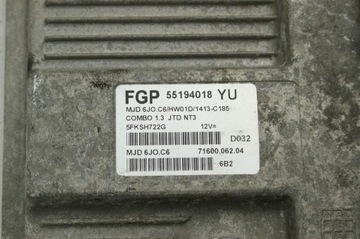 FGP 55194018 YU
MJD 6JO.C6/HW01D/1413-C185
COMBO 1.3 JTD NT3
5FKSH722G 12V=
D032
MJD 6JO.C6 71600.062.04
6B2